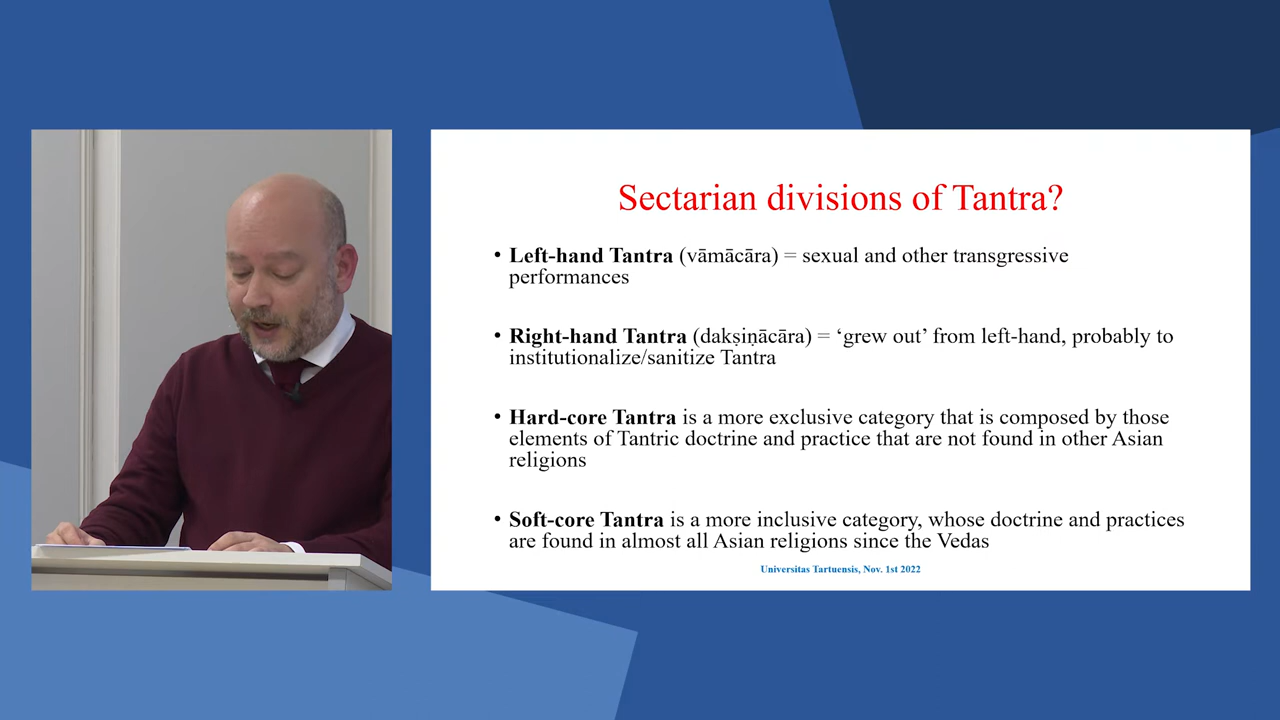 Sectarian divisions of Tantra?
• Left-hand Tantra (vāmācāra) = sexual and other transgressive
performances
• Right-hand Tantra (dakṣiṇācāra) = ‘grew out’ from left-hand, probably to
institutionalize/sanitize Tantra
• Hard-core Tantra is a more exclusive category that is composed by those
elements of Tantric doctrine and practice that are not found in other Asian
religions
• Soft-core Tantra is a more inclusive category, whose doctrine and practices
are found in almost all Asian religions since the Vedas
Universitas Tartuensis, Nov. 1st 2022